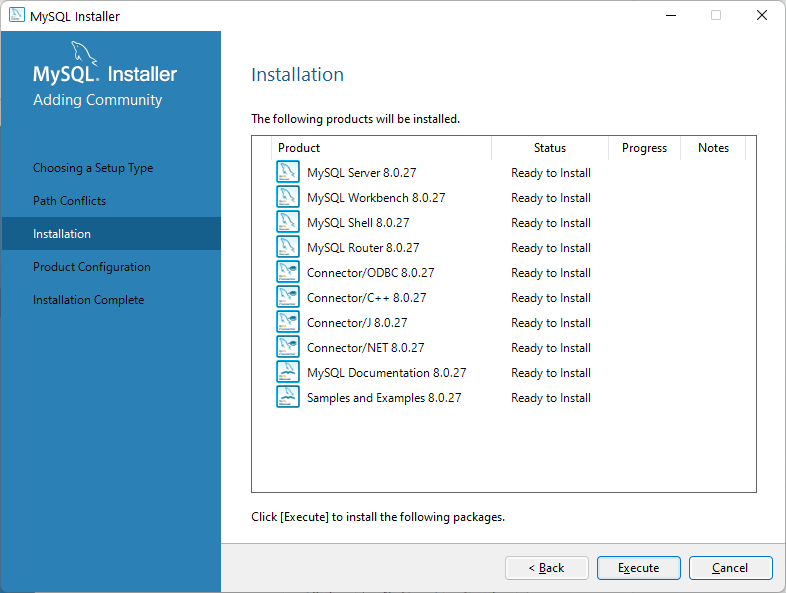 MySQL Installer
MySQL. Installer
Adding Community
Choosing a Setup Type
Path Conflicts
Installation
Product Configuration
Installation Complete
Installation
The following products will be installed.
Product Status Progress Notes
MySQL Server 8.0.27 Ready to Install
MySQL Workbench 8.0.27 Ready to Install
MySQL Shell 8.0.27 Ready to Install
MySQL Router 8.0.27 Ready to Install
Connector/ODBC 8.0.27 Ready to Install
Connector/C++ 8.0.27 Ready to Install
Connector/J 8.0.27 Ready to Install
Connector/NET 8.0.27 Ready to Install
MySQL Documentation 8.0.27 Ready to Install
Samples and Examples 8.0.27 Ready to Install
Click [Execute] to install the following packages.
< Back Execute Cancel